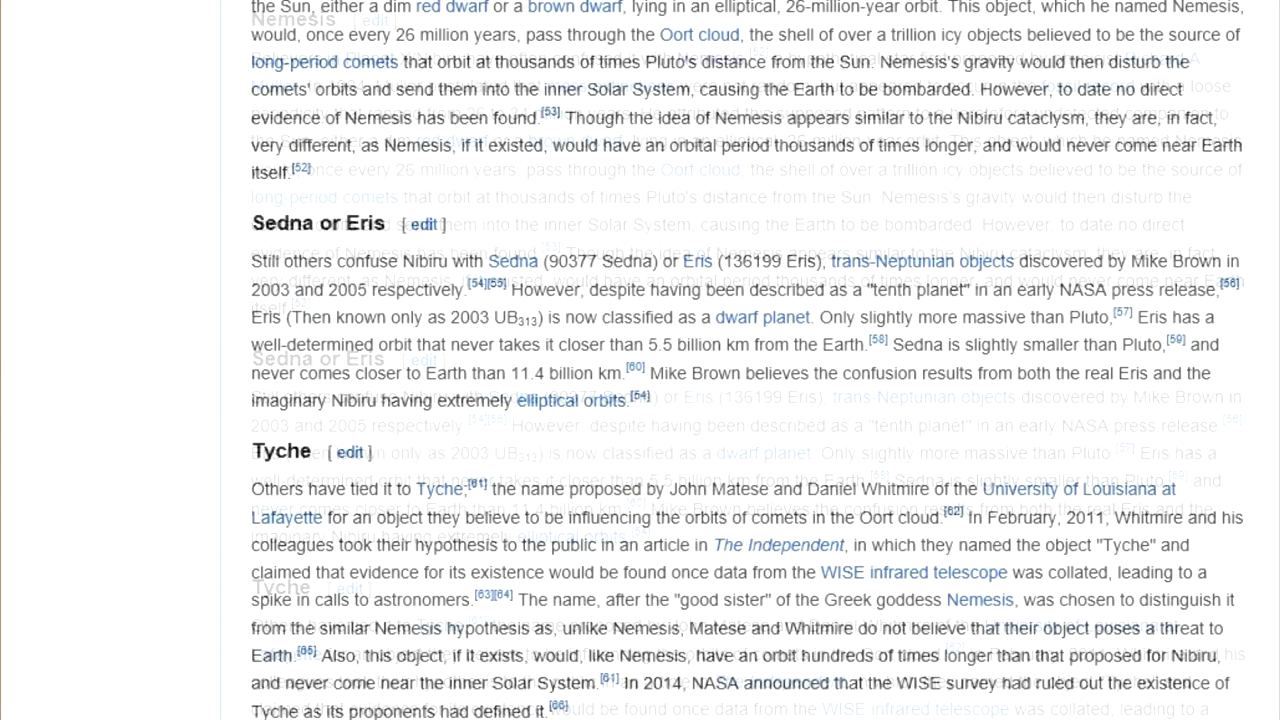 the Sun, either a dim red dwarf or a brown dwarf, lying in an elliptical, 26-million-year orbit. This object, which he named Nemesis,
would, once every 26 million years, pass through the Oort cloud, the shell of over a trillion icy objects believed to be the source of
long-period comets that orbit at thousands of times Pluto's distance from the Sun. Nemesis's gravity would then disturb the
comets' orbits and send them into the inner Solar System, causing the Earth to be bombarded. However, to date no direct
evidence of Nemesis has been found.[53] Though the idea of Nemesis appears similar to the Nibiru cataclysm, they are, in fact,
very different, as Nemesis, if it existed, would have an orbital period thousands of times longer, and would never come near Earth
itself.[52]
Sedna or Eris [ edit ]
Still others confuse Nibiru with Sedna (90377 Sedna) or Eris (136199 Eris), trans-Neptunian objects discovered by Mike Brown in
2003 and 2005 respectively.[54][55] However, despite having been described as a "tenth planet" in an early NASA press release,[56]
Eris (Then known only as 2003 UB313) is now classified as a dwarf planet. Only slightly more massive than Pluto,[57] Eris has a
well-determined orbit that never takes it closer than 5.5 billion km from the Earth.[58] Sedna is slightly smaller than Pluto,[59] and
never comes closer to Earth than 11.4 billion km.[60] Mike Brown believes the confusion results from both the real Eris and the
imaginary Nibiru having extremely elliptical orbits.[54]
Tyche [ edit ]
Others have tied it to Tyche,[61] the name proposed by John Matese and Daniel Whitmire of the University of Louisiana at
Lafayette for an object they believe to be influencing the orbits of comets in the Oort cloud.[62] In February, 2011, Whitmire and his
colleagues took their hypothesis to the public in an article in The Independent, in which they named the object "Tyche" and
claimed that evidence for its existence would be found once data from the WISE infrared telescope was collated, leading to a
spike in calls to astronomers.[63][64] The name, after the "good sister" of the Greek goddess Nemesis, was chosen to distinguish it
from the similar Nemesis hypothesis as, unlike Nemesis, Matese and Whitmire do not believe that their object poses a threat to
Earth.[65] Also, this object, if it exists, would, like Nemesis, have an orbit hundreds of times longer than that proposed for Nibiru,
and never come near the inner Solar System.[61] In 2014, NASA announced that the WISE survey had ruled out the existence of
Tyche as its proponents had defined it.[66]